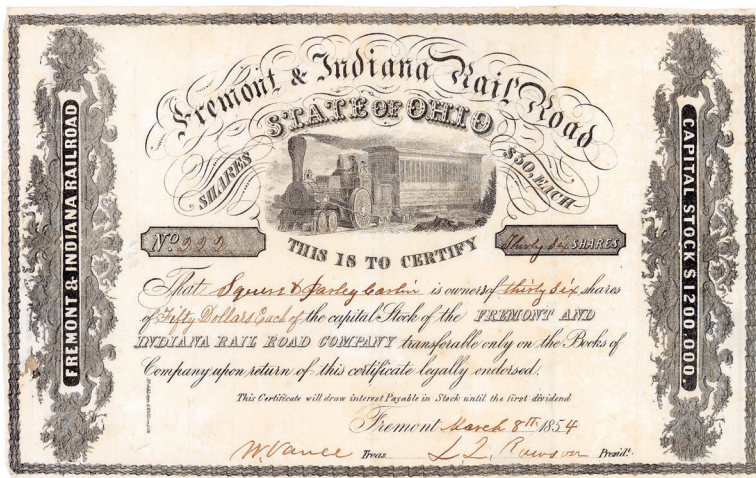 Fremont & Indiana Rail Road
STATE OF OHIO
SHARES $50, EACH
No 222
Thirty Six SHARES
THIS IS TO CERTIFY
That Squire & Parley Carlin is owners of thirty six shares
of Fifty Dollars Each of the capital Stock of the FREMONT AND
INDIANA RAIL ROAD COMPANY transferable only on the Books of
Company upon return of this certificate legally endorsed.
This Certificate will draw interest Payable in Stock until the first dividend
Fremont March 8th 1854
W. Vance Treas. L. Q. Rawson Presidt.
FREMONT & INDIANA RAILROAD
CAPITAL STOCK $1200,000.